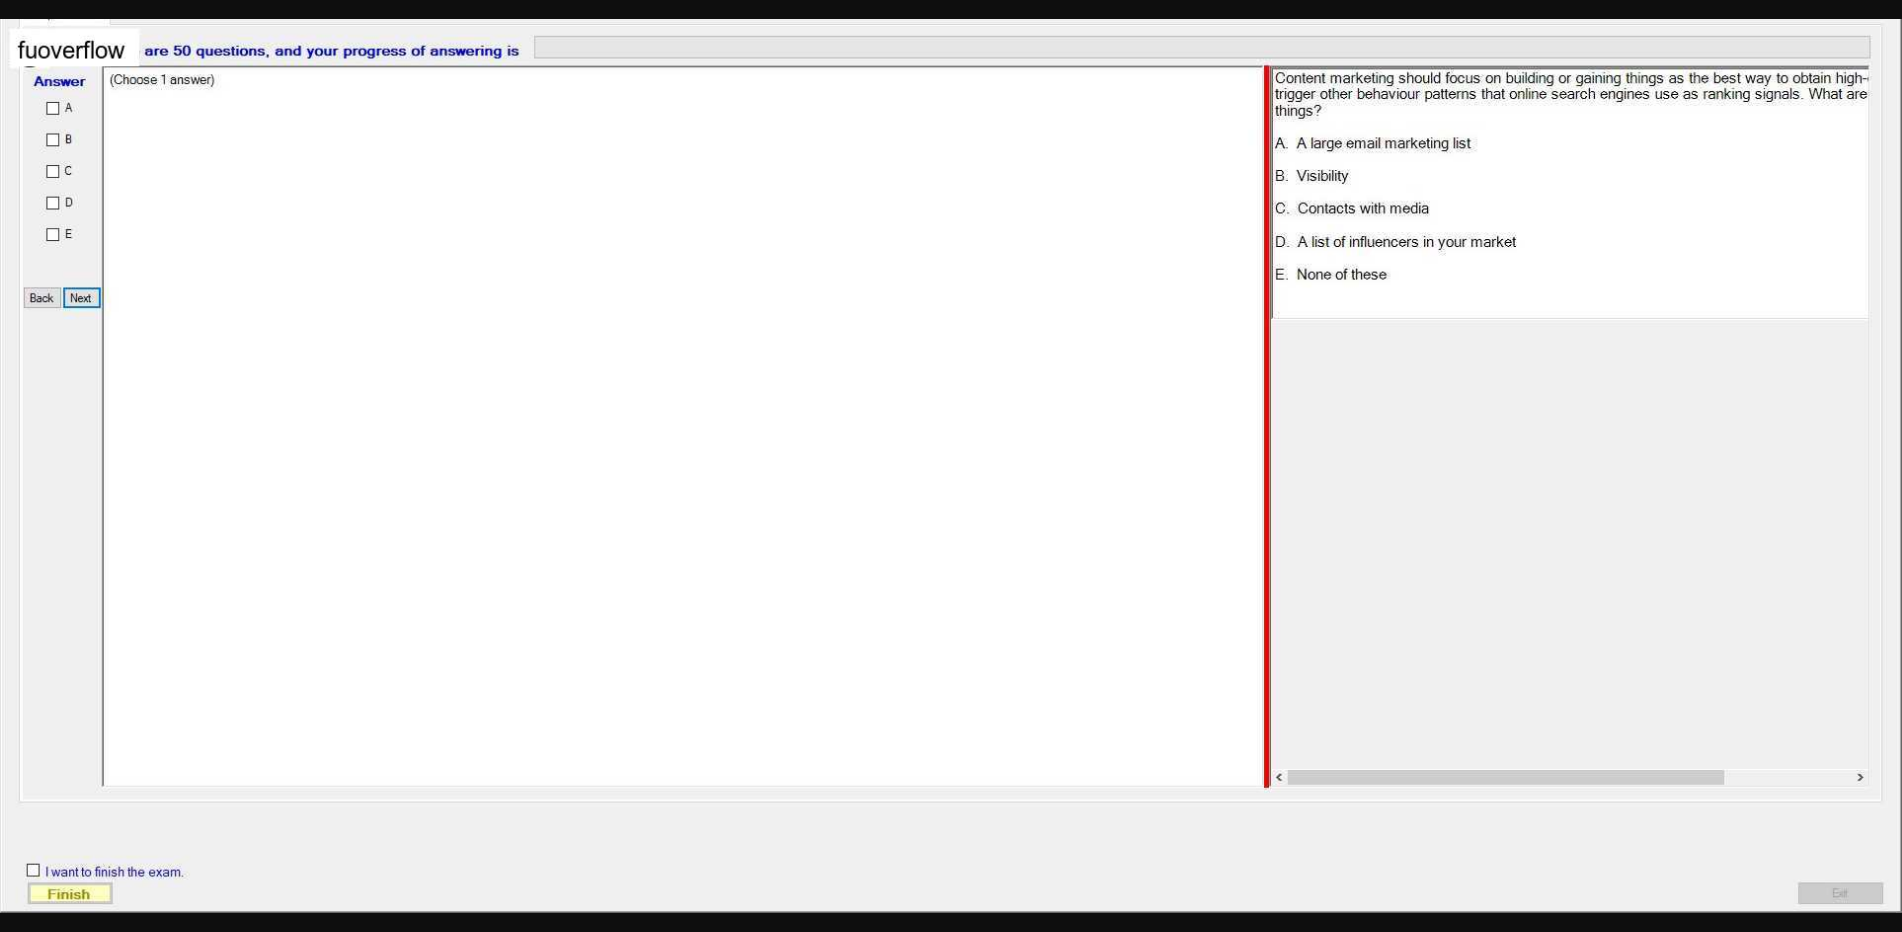 fuoverflow are 50 questions, and your progress of answering is
Answer
(Choose 1 answer)
A
B
C
D
E
Back Next
Content marketing should focus on building or gaining things as the best way to obtain high-
trigger other behaviour patterns that online search engines use as ranking signals. What are
things?
A. A large email marketing list
B. Visibility
C. Contacts with media
D. A list of influencers in your market
E. None of these
I want to finish the exam.
Finish
Exit